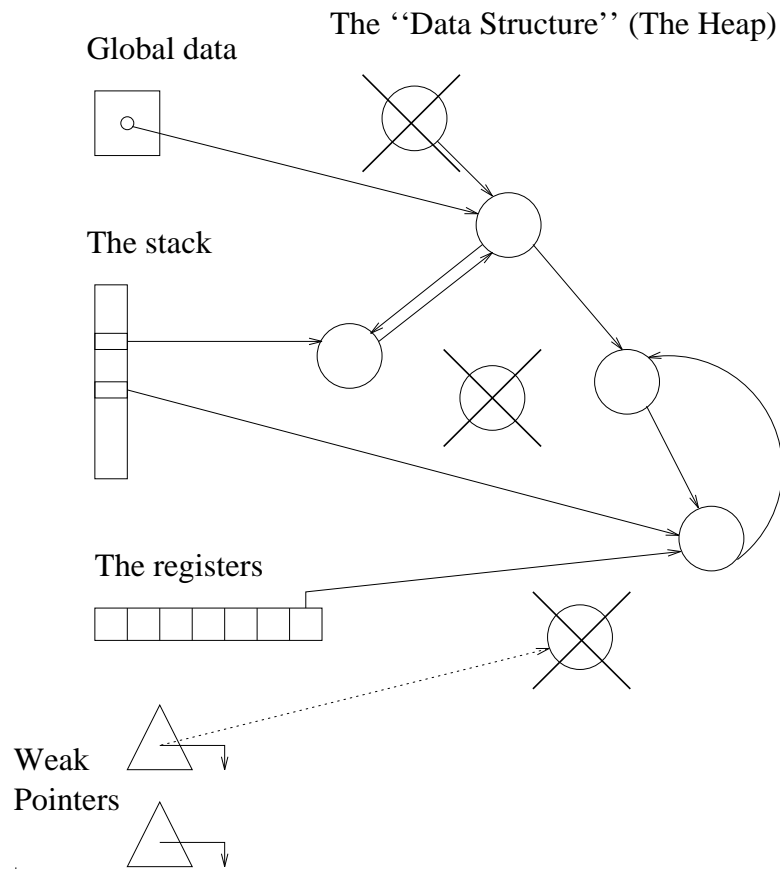 The ‘‘Data Structure’’ (The Heap)
Global data
The stack
The registers
Weak
Pointers